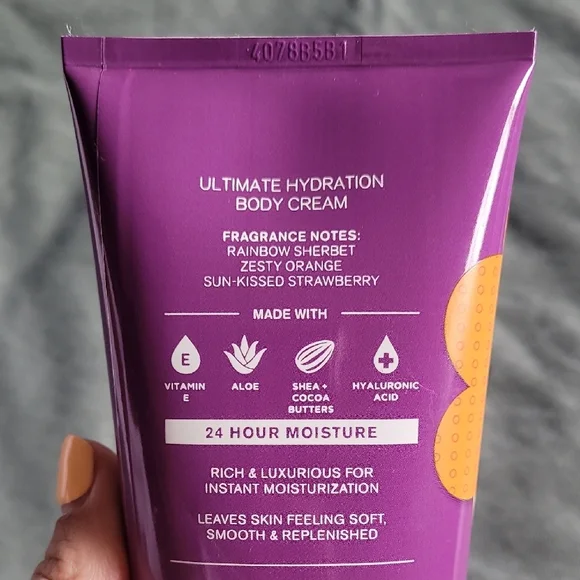 4078B5B1
ULTIMATE HYDRATION
BODY CREAM
FRAGRANCE NOTES:
RAINBOW SHERBET
ZESTY ORANGE
SUN-KISSED STRAWBERRY
MADE WITH
E
VITAMIN
E
ALOE
SHEA +
COCOA
BUTTERS
HYALURONIC
ACID
24 HOUR MOISTURE
RICH & LUXURIOUS FOR
INSTANT MOISTURIZATION
LEAVES SKIN FEELING SOFT,
SMOOTH & REPLENISHED